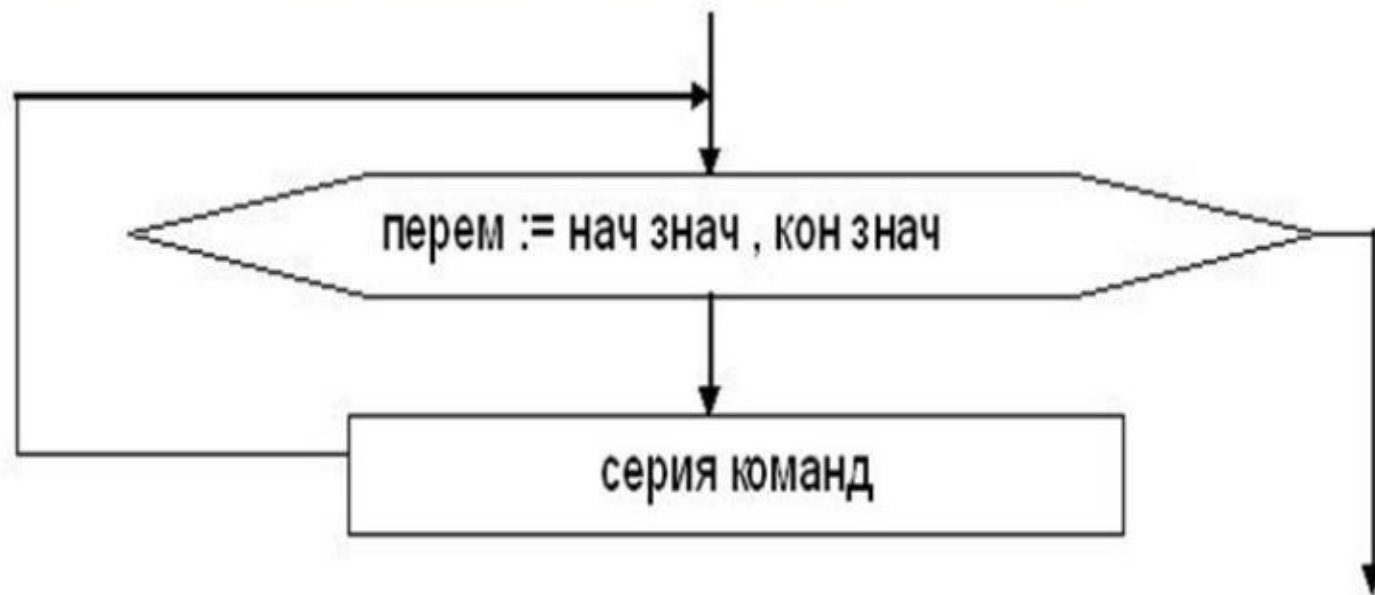 перем := нач знач , кон знач
серия команд